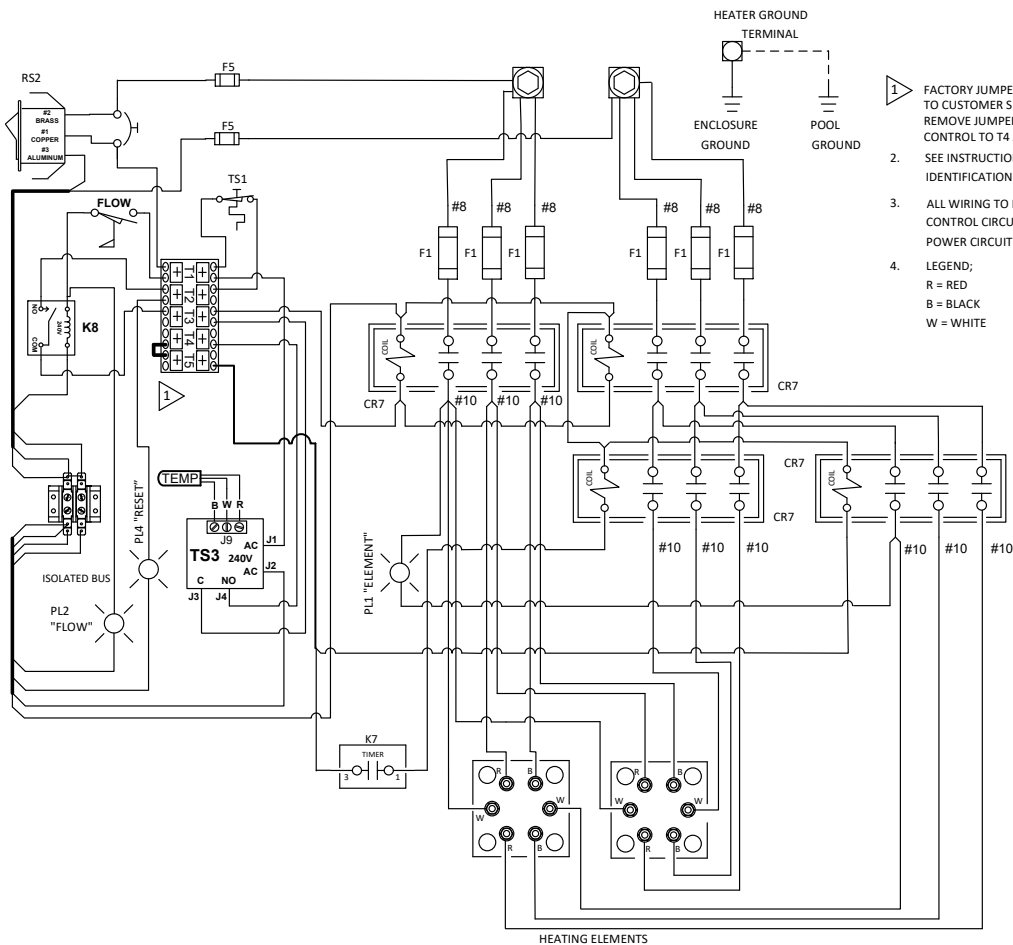 HEATER GROUND
TERMINAL
ENCLOSURE
GROUND
POOL
GROUND
1
FACTORY JUMPE
TO CUSTOMER S
REMOVE JUMPE
CONTROL TO T4
2. SEE INSTRUCTIO
IDENTIFICATION
3. ALL WIRING TO
CONTROL CIRCU
POWER CIRCUIT
4. LEGEND;
R = RED
B = BLACK
W = WHITE
RS2
#2
BRASS
#1
COPPER
#3
ALUMINUM
F5
F5
TS1
FLOW
T1
T2
T3
T4
T5
1
NO
COM
240V
K8
#8
#8
#8
#8
#8
#8
F1
F1
F1
F1
F1
F1
COIL
COIL
CR7
CR7
#10
#10
#10
COIL
COIL
CR7
CR7
#10
#10
#10
#10
#10
#10
TEMP
B W R
J9
TS3
AC
240V
AC
C
NO
J1
J2
J3
J4
ISOLATED BUS
PL4 "RESET"
PL2
"FLOW"
PL1 "ELEMENT"
K7
TIMER
3
1
R
B
W
W
R
B
R
B
W
W
R
B
HEATING ELEMENTS